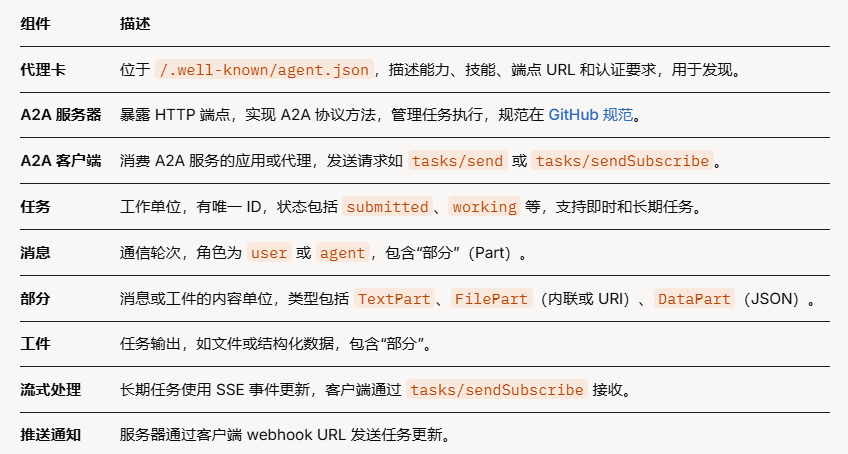 组件 描述
代理卡 位于 /.well-known/agent.json，描述能力、技能、端点 URL 和认证要求，用于发现。
A2A 服务器 暴露 HTTP 端点，实现 A2A 协议方法，管理任务执行，规范在 GitHub 规范。
A2A 客户端 消费 A2A 服务的应用或代理，发送请求如 tasks/send 或 tasks/sendSubscribe。
任务 工作单位，有唯一 ID，状态包括 submitted、working 等，支持即时和长期任务。
消息 通信轮次，角色为 user 或 agent，包含“部分”（Part）。
部分 消息或工件的内容单位，类型包括 TextPart、FilePart（内联或 URI）、DataPart（JSON）。
工件 任务输出，如文件或结构化数据，包含“部分”。
流式处理 长期任务使用 SSE 事件更新，客户端通过 tasks/sendSubscribe 接收。
推送通知 服务器通过客户端 webhook URL 发送任务更新。